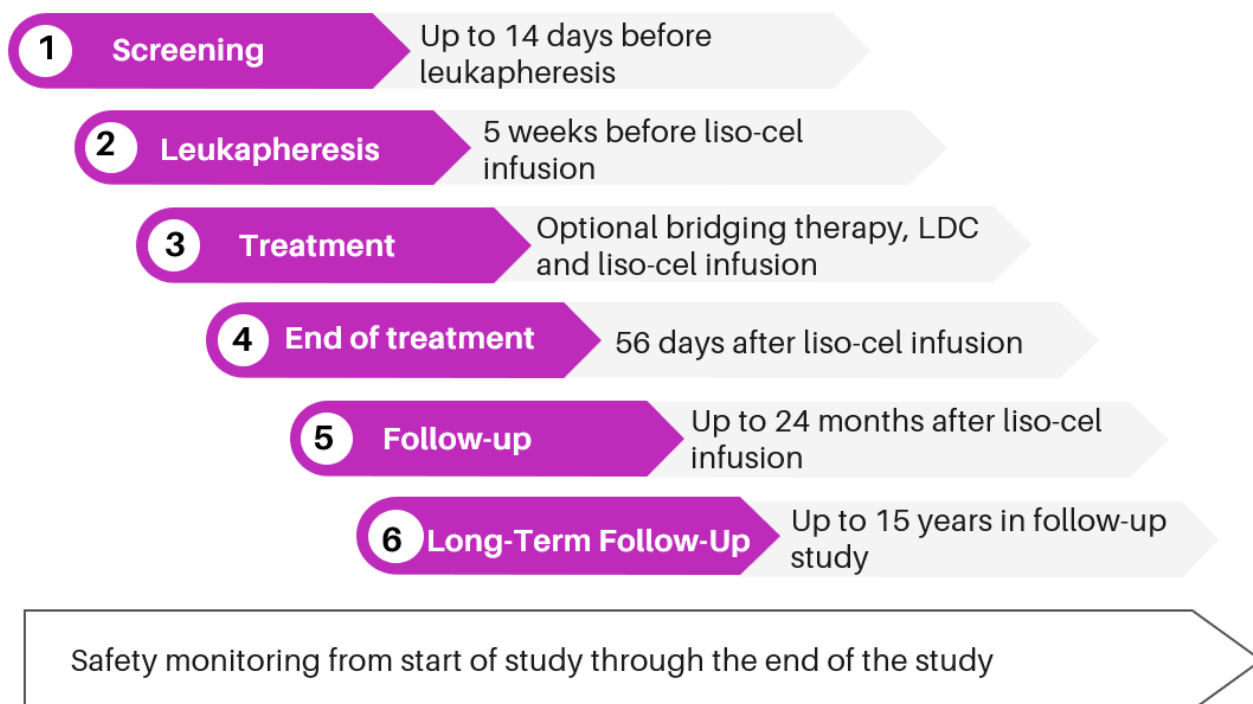 1
Screening
Up to 14 days before
leukapheresis
2
Leukapheresis
5 weeks before liso-cel
infusion
3
Treatment
Optional bridging therapy, LDC
and liso-cel infusion
4
End of treatment
56 days after liso-cel infusion
5
Follow-up
Up to 24 months after liso-cel
infusion
6
Long-Term Follow-Up
Up to 15 years in follow-up
study
Safety monitoring from start of study through the end of the study